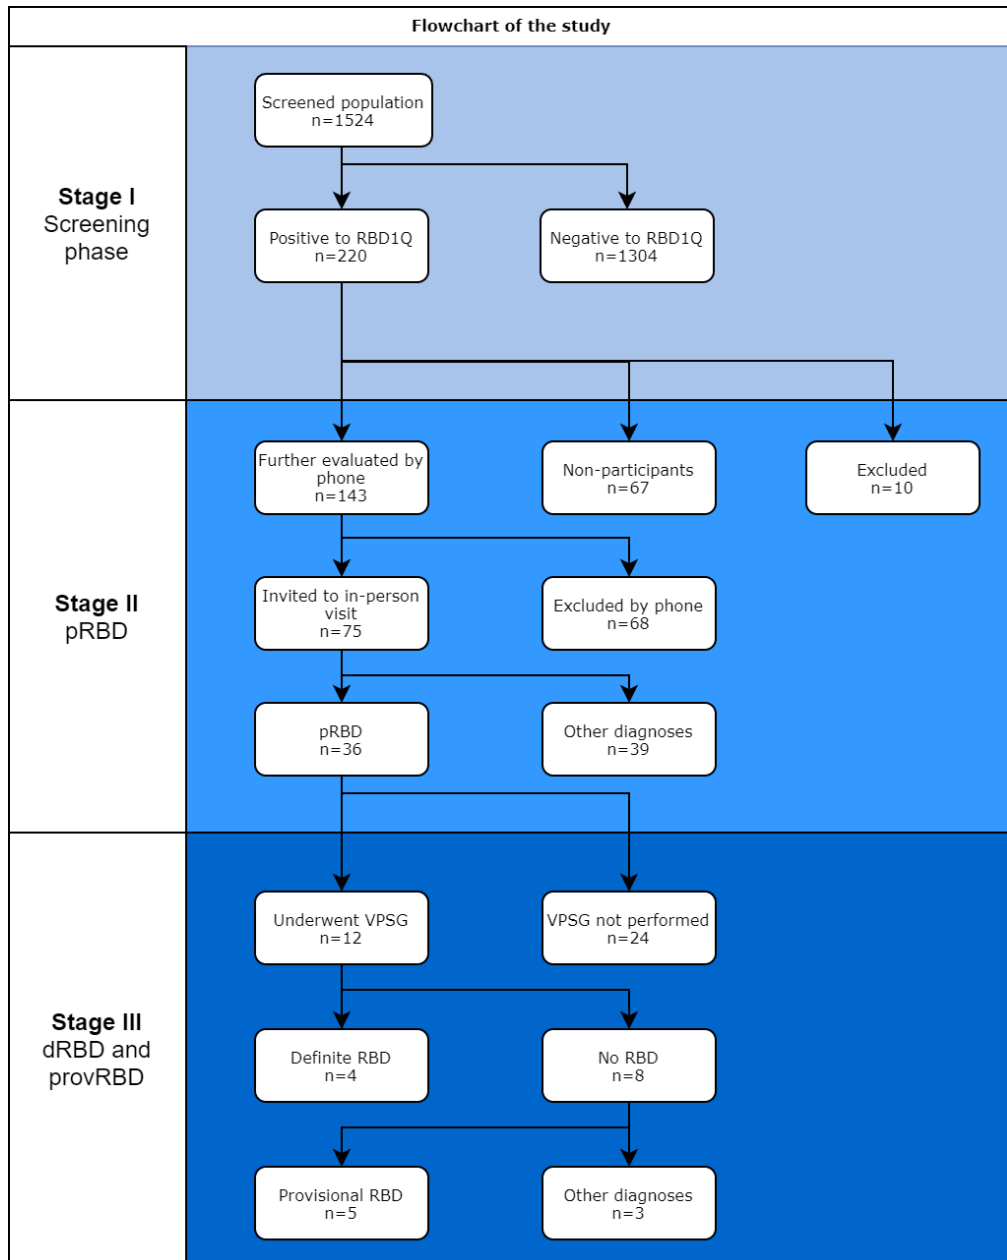 Flowchart of the study
Stage I
Screening
phase
Screened population
n=1524
Positive to RBD1Q
n=220
Negative to RBD1Q
n=1304
Stage II
pRBD
Further evaluated by
phone
n=143
Non-participants
n=67
Excluded
n=10
Invited to in-person
visit
n=75
Excluded by phone
n=68
pRBD
n=36
Other diagnoses
n=39
Stage III
dRBD and
provRBD
Underwent VPSG
n=12
VPSG not performed
n=24
Definite RBD
n=4
No RBD
n=8
Provisional RBD
n=5
Other diagnoses
n=3